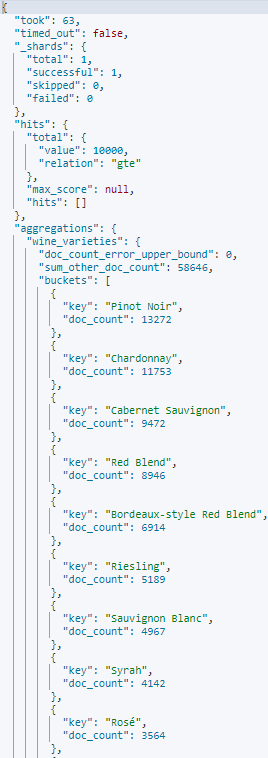 {
"took": 63,
"timed_out": false,
"_shards": {
"total": 1,
"successful": 1,
"skipped": 0,
"failed": 0
},
"hits": {
"total": {
"value": 10000,
"relation": "gte"
},
"max_score": null,
"hits": []
},
"aggregations": {
"wine_varieties": {
"doc_count_error_upper_bound": 0,
"sum_other_doc_count": 58646,
"buckets": [
{
"key": "Pinot Noir",
"doc_count": 13272
},
{
"key": "Chardonnay",
"doc_count": 11753
},
{
"key": "Cabernet Sauvignon",
"doc_count": 9472
},
{
"key": "Red Blend",
"doc_count": 8946
},
{
"key": "Bordeaux-style Red Blend",
"doc_count": 6914
},
{
"key": "Riesling",
"doc_count": 5189
},
{
"key": "Sauvignon Blanc",
"doc_count": 4967
},
{
"key": "Syrah",
"doc_count": 4142
},
{
"key": "Rosé",
"doc_count": 3564
},